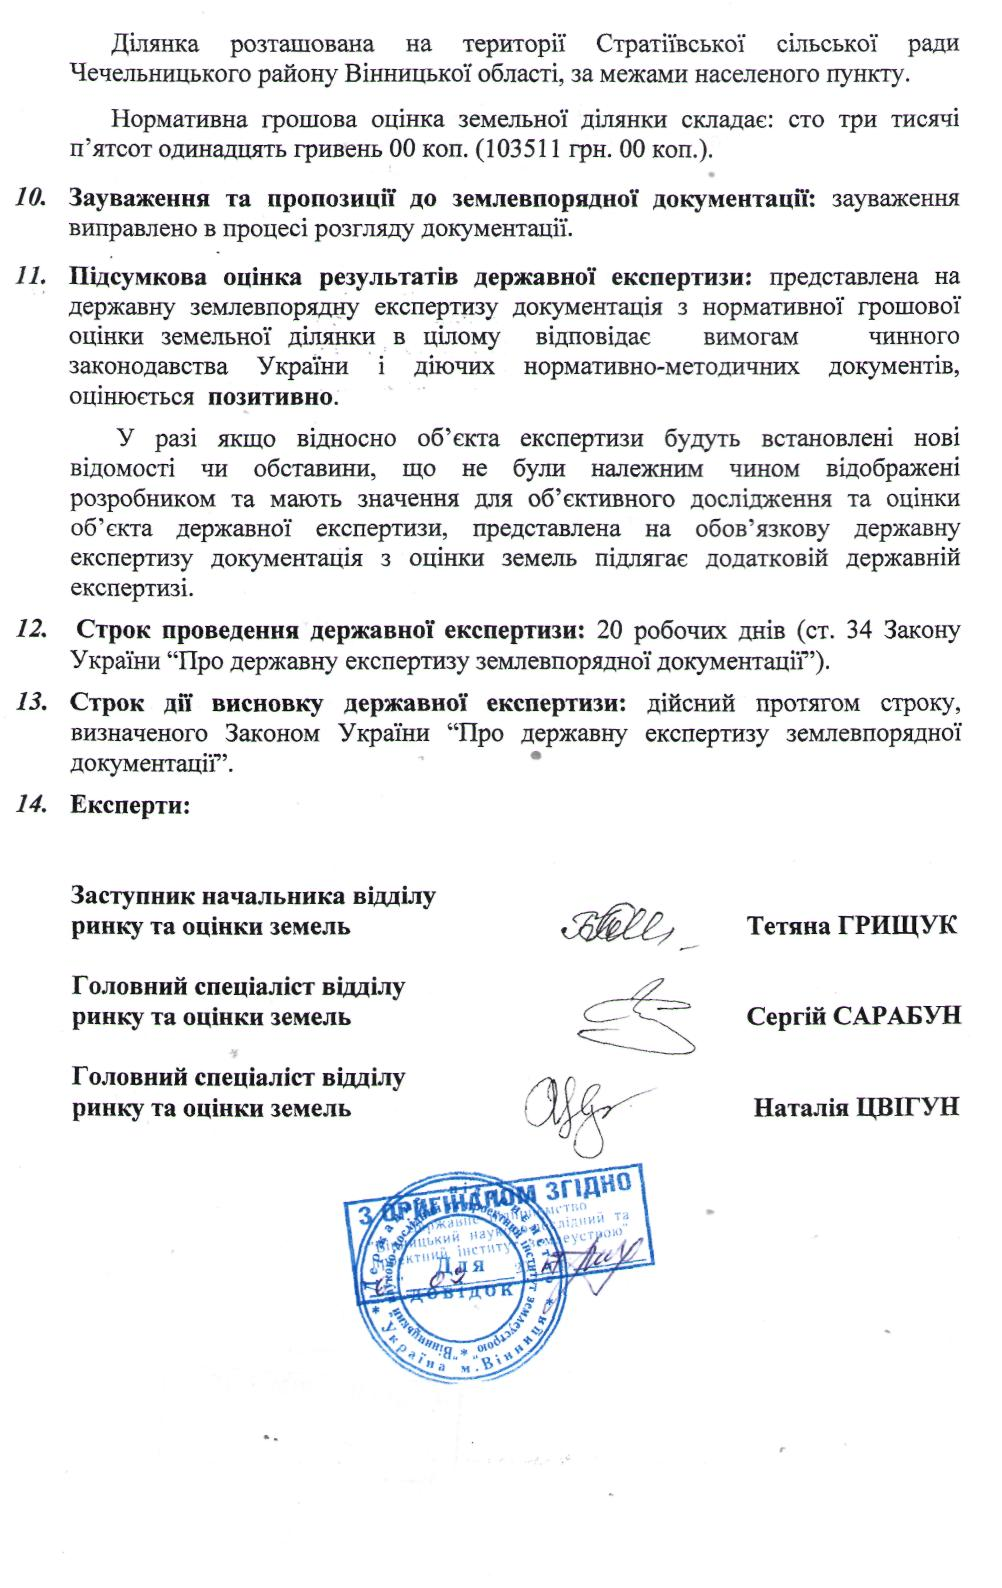 Ділянка розташована на території Стратіївської сільської ради
Чечельницького району Вінницької області, за межами населеного пункту.
Нормативна грошова оцінка земельної ділянки складає: сто три тисячі
п’ятсот одинадцять гривень 00 коп. (103511 грн. 00 коп.).
10. Зауваження та пропозиції до землевпорядної документації: зауваження
виправлено в процесі розгляду документації.
11. Підсумкова оцінка результатів державної експертизи: представлена на
державну землевпорядну експертизу документація з нормативної грошової
оцінки земельної ділянки в цілому відповідає вимогам чинного
законодавства України і діючих нормативно-методичних документів,
оцінюється позитивно.
У разі якщо відносно об’єкта експертизи будуть встановлені нові
відомості чи обставини, що не були належним чином відображені
розробником та мають значення для об’єктивного дослідження та оцінки
об’єкта державної експертизи, представлена на обов’язкову державну
експертизу документація з оцінки земель підлягає додатковій державній
експертизі.
12. Строк проведення державної експертизи: 20 робочих днів (ст. 34 Закону
України “Про державну експертизу землевпорядної документації”).
13. Строк дії висновку державної експертизи: дійсний протягом строку,
визначеного Законом України “Про державну експертизу землевпорядної
документації”.
14. Експерти:
Заступник начальника відділу
ринку та оцінки земель Тетяна ГРИЩУК
Головний спеціаліст відділу
ринку та оцінки земель Сергій САРАБУН
Головний спеціаліст відділу
ринку та оцінки земель Наталія ЦВІГУН
З ОРИГІНАЛОМ ЗГІДНО
Для
довідок
* Україна м. Вінниця *